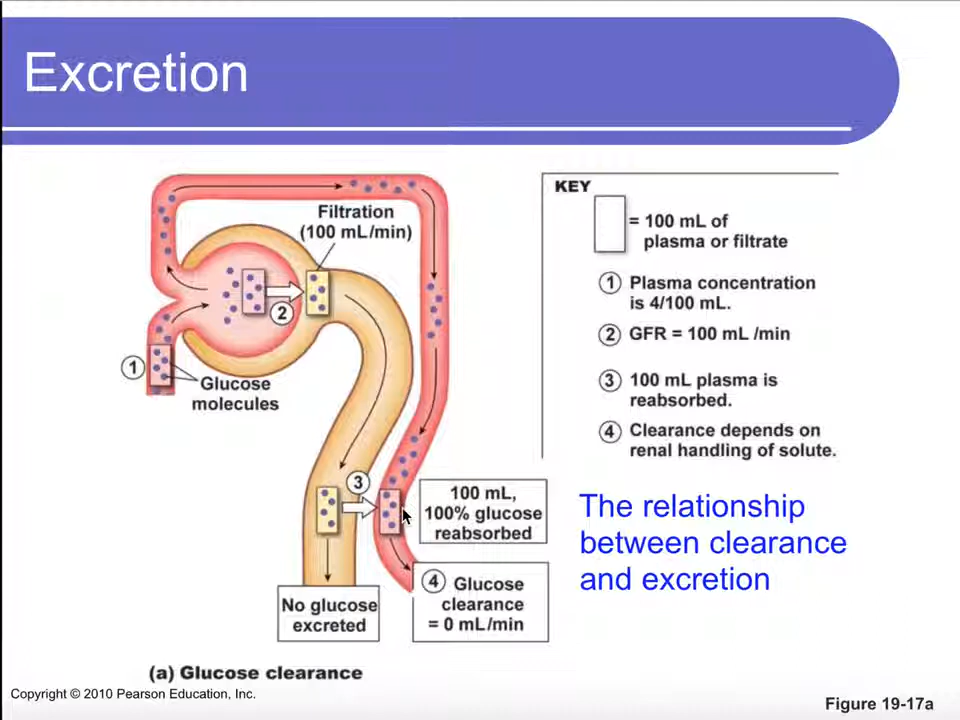 Excretion
Filtration
(100 mL/min)
2
1
Glucose
molecules
3
100 mL,
100% glucose
reabsorbed
No glucose
excreted
4 Glucose
clearance
= 0 mL/min
(a) Glucose clearance
KEY
= 100 mL of
plasma or filtrate
1 Plasma concentration
is 4/100 mL.
2 GFR = 100 mL /min
3 100 mL plasma is
reabsorbed.
4 Clearance depends on
renal handling of solute.
The relationship
between clearance
and excretion
Copyright © 2010 Pearson Education, Inc.
Figure 19-17a